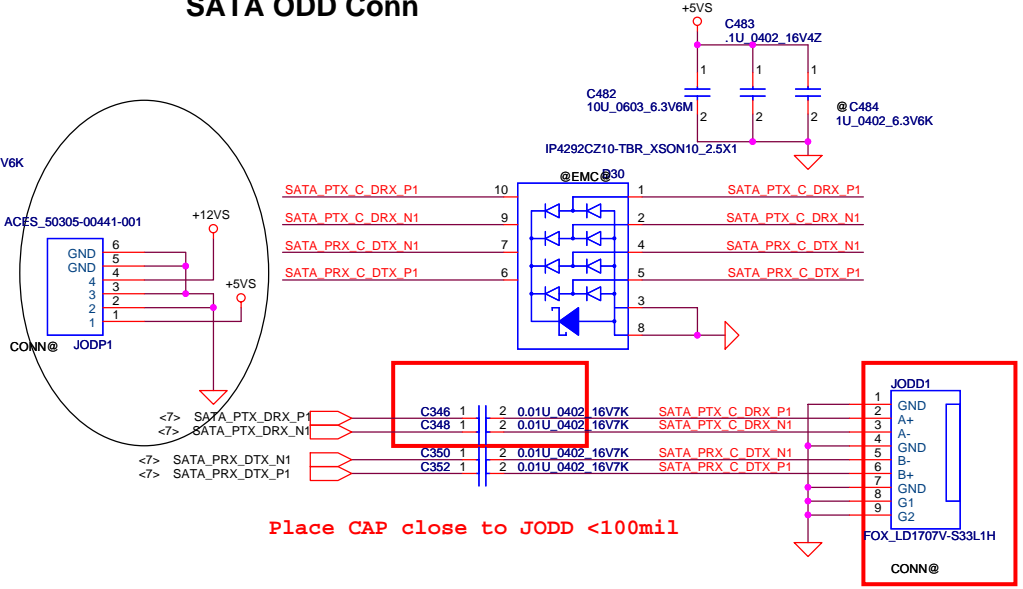 SATA ODD Conn
+5VS
C483
.1U_0402_16V4Z
1 1 1
C482
10U_0603_6.3V6M
2 2 2
@ C484
1U_0402_6.3V6K
IP4292CZ10-TBR_XSON10_2.5X1
V6K
@EMC@ D30
SATA_PTX_C_DRX_P1 10 1 SATA_PTX_C_DRX_P1
SATA_PTX_C_DRX_N1 9 2 SATA_PTX_C_DRX_N1
SATA_PRX_C_DTX_N1 7 4 SATA_PRX_C_DTX_N1
SATA_PRX_C_DTX_P1 6 5 SATA_PRX_C_DTX_P1
3
8
ACES_50305-00441-001
+12VS
+5VS
GND 6
GND 5
4 4
3 3
2 2
1 1
CONN@ JODP1
<7> SATA_PTX_DRX_P1 C346 1 2 0.01U_0402_16V7K SATA_PTX_C_DRX_P1
<7> SATA_PTX_DRX_N1 C348 1 2 0.01U_0402_16V7K SATA_PTX_C_DRX_N1
<7> SATA_PRX_DTX_N1 C350 1 2 0.01U_0402_16V7K SATA_PRX_C_DTX_N1
<7> SATA_PRX_DTX_P1 C352 1 2 0.01U_0402_16V7K SATA_PRX_C_DTX_P1
Place CAP close to JODD <100mil
JODD1
1 GND
2 A+
3 A-
4 GND
5 B-
6 B+
7 GND
8 G1
9 G2
FOX_LD1707V-S33L1H
CONN@